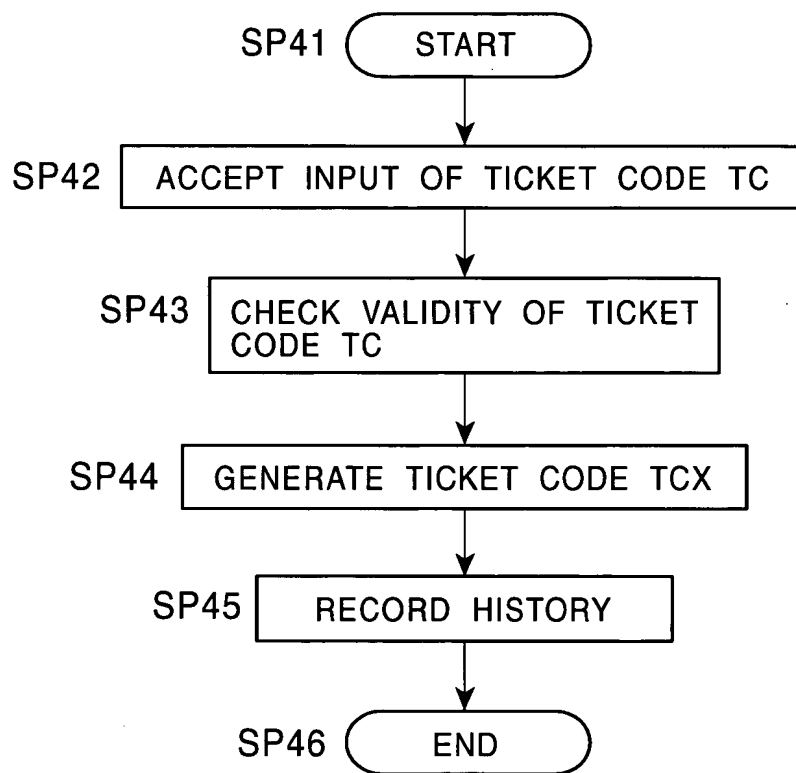 SP41 START
SP42 ACCEPT INPUT OF TICKET CODE TC
SP43 CHECK VALIDITY OF TICKET
CODE TC
SP44 GENERATE TICKET CODE TCX
SP45 RECORD HISTORY
SP46 END